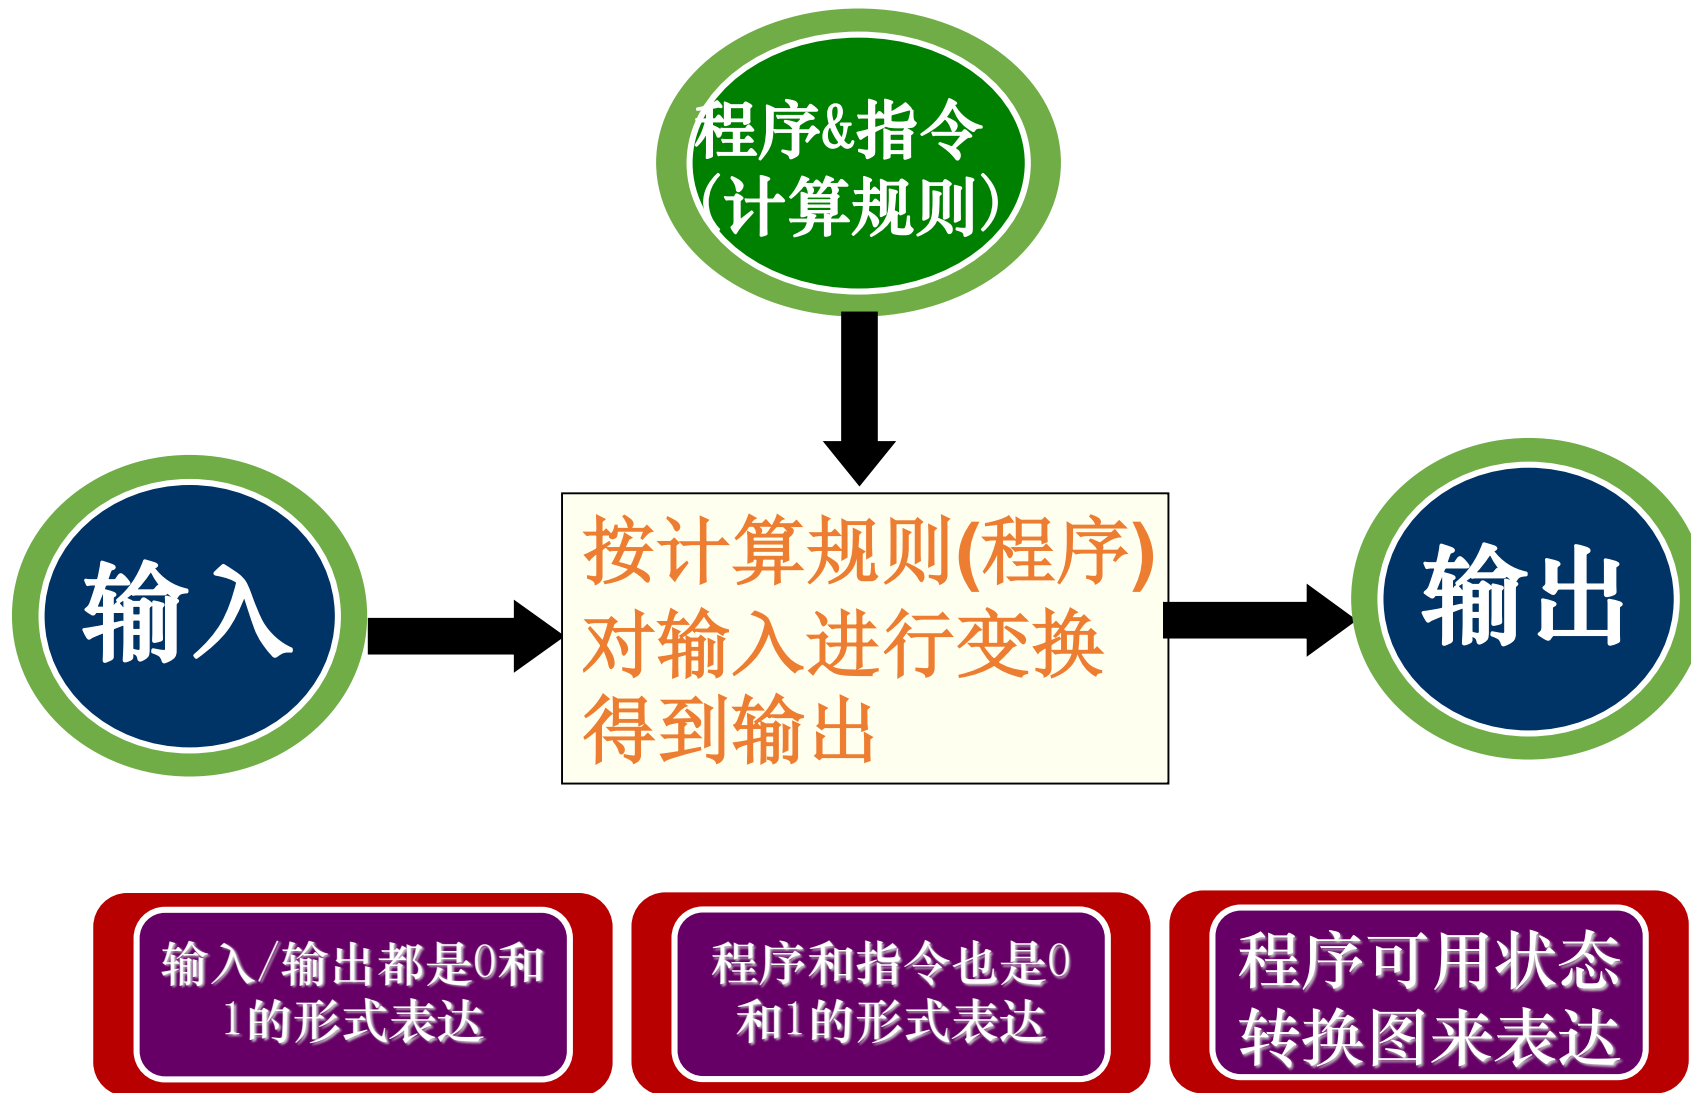 程序&指令
(计算规则)
输入
按计算规则(程序)
对输入进行变换
得到输出
输出
输入/输出都是0和
1的形式表达
程序和指令也是0
和1的形式表达
程序可用状态
转换图来表达